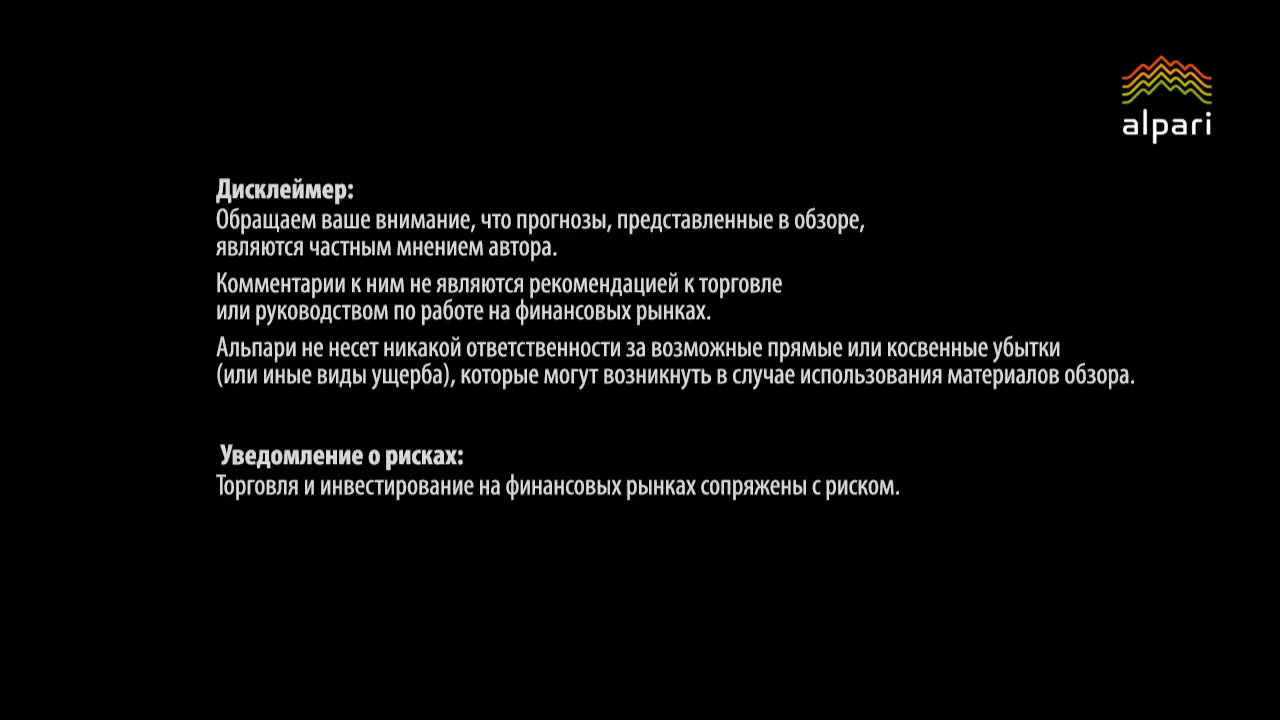 alpari
Дисклеймер:
Обращаем ваше внимание, что прогнозы, представленные в обзоре,
являются частным мнением автора.
Комментарии к ним не являются рекомендацией к торговле
или руководством по работе на финансовых рынках.
Альпари не несет никакой ответственности за возможные прямые или косвенные убытки
(или иные виды ущерба), которые могут возникнуть в случае использования материалов обзора.
Уведомление о рисках:
Торговля и инвестирование на финансовых рынках сопряжены с риском.